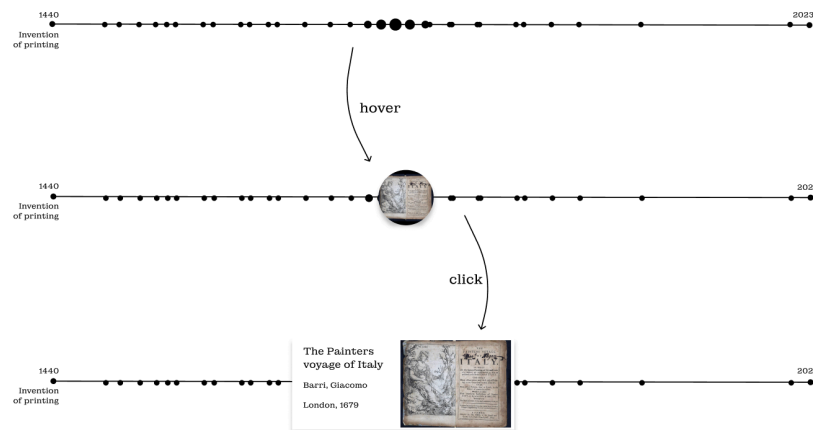 1440
2023
Invention
of printing
hover
1440
202
Invention
of printing
click
The Painters
voyage of Italy
Barri, Giacomo
London, 1679
ITALY.
1440
202
Invention
of printing